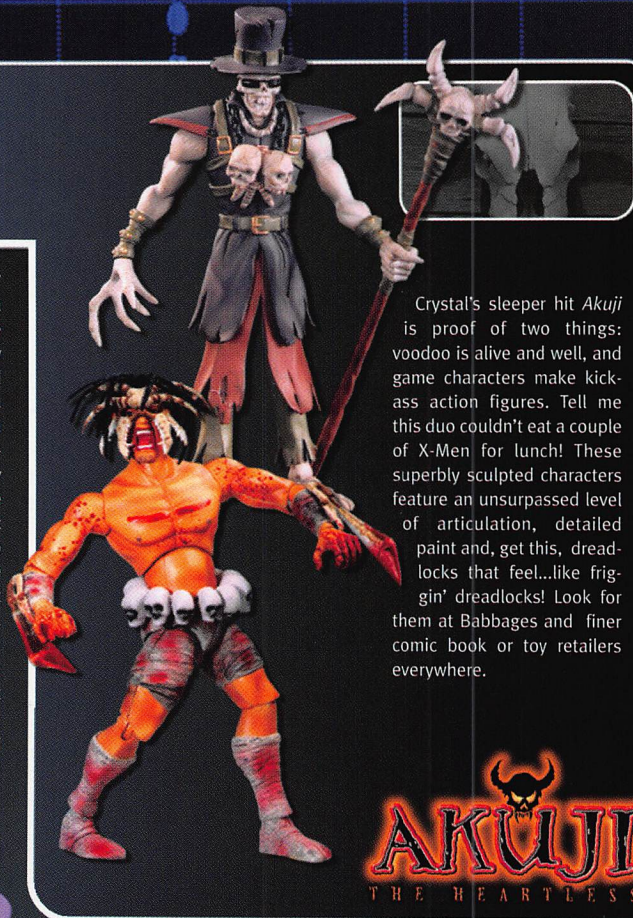 Crystal's sleeper hit Akuji
is proof of two things:
voodoo is alive and well, and
game characters make kick-
ass action figures. Tell me
this duo couldn't eat a couple
of X-Men for lunch! These
superbly sculpted characters
feature an unsurpassed level
of articulation, detailed
paint and, get this, dread-
locks that feel...like frig-
gin' dreadlocks! Look for
them at Babbages and finer
comic book or toy retailers
everywhere.
AKUJI
THE HEARTLESS